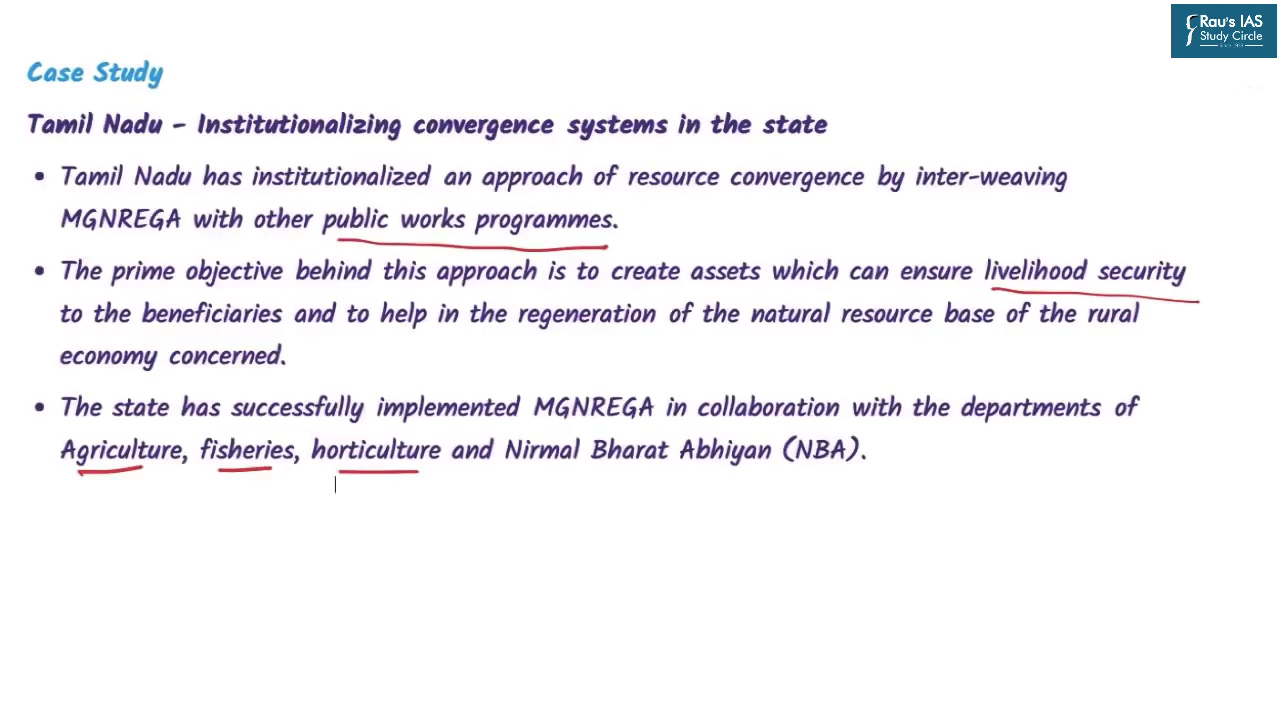 Rau's IAS
Study Circle
Case Study
Tamil Nadu – Institutionalizing convergence systems in the state
• Tamil Nadu has institutionalized an approach of resource convergence by inter-weaving
MGNREGA with other public works programmes.
• The prime objective behind this approach is to create assets which can ensure livelihood security
to the beneficiaries and to help in the regeneration of the natural resource base of the rural
economy concerned.
• The state has successfully implemented MGNREGA in collaboration with the departments of
Agriculture, fisheries, horticulture and Nirmal Bharat Abhiyan (NBA).